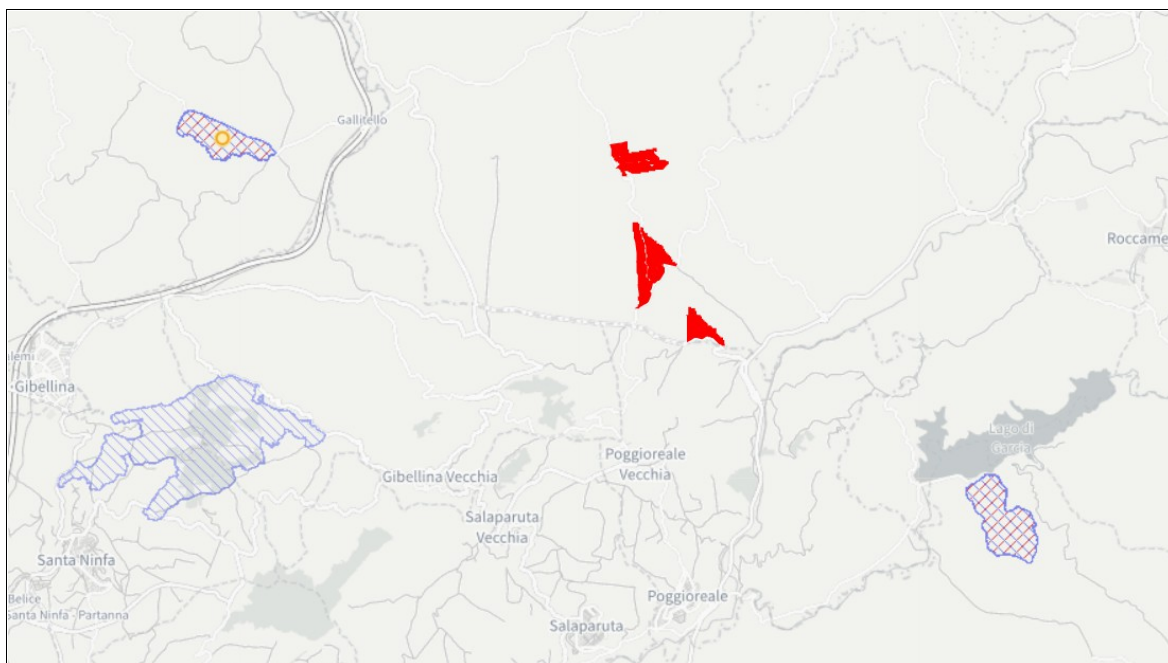 Gallitello
Roccame
alemi
Gibellina
Lago di
Garcia
Gibellina Vecchia
Poggioreale
Vecchia
Salaparuta
Vecchia
Santa Ninfa
Belice
Santa Ninfa - Partanna
Poggioreale
Salaparuta